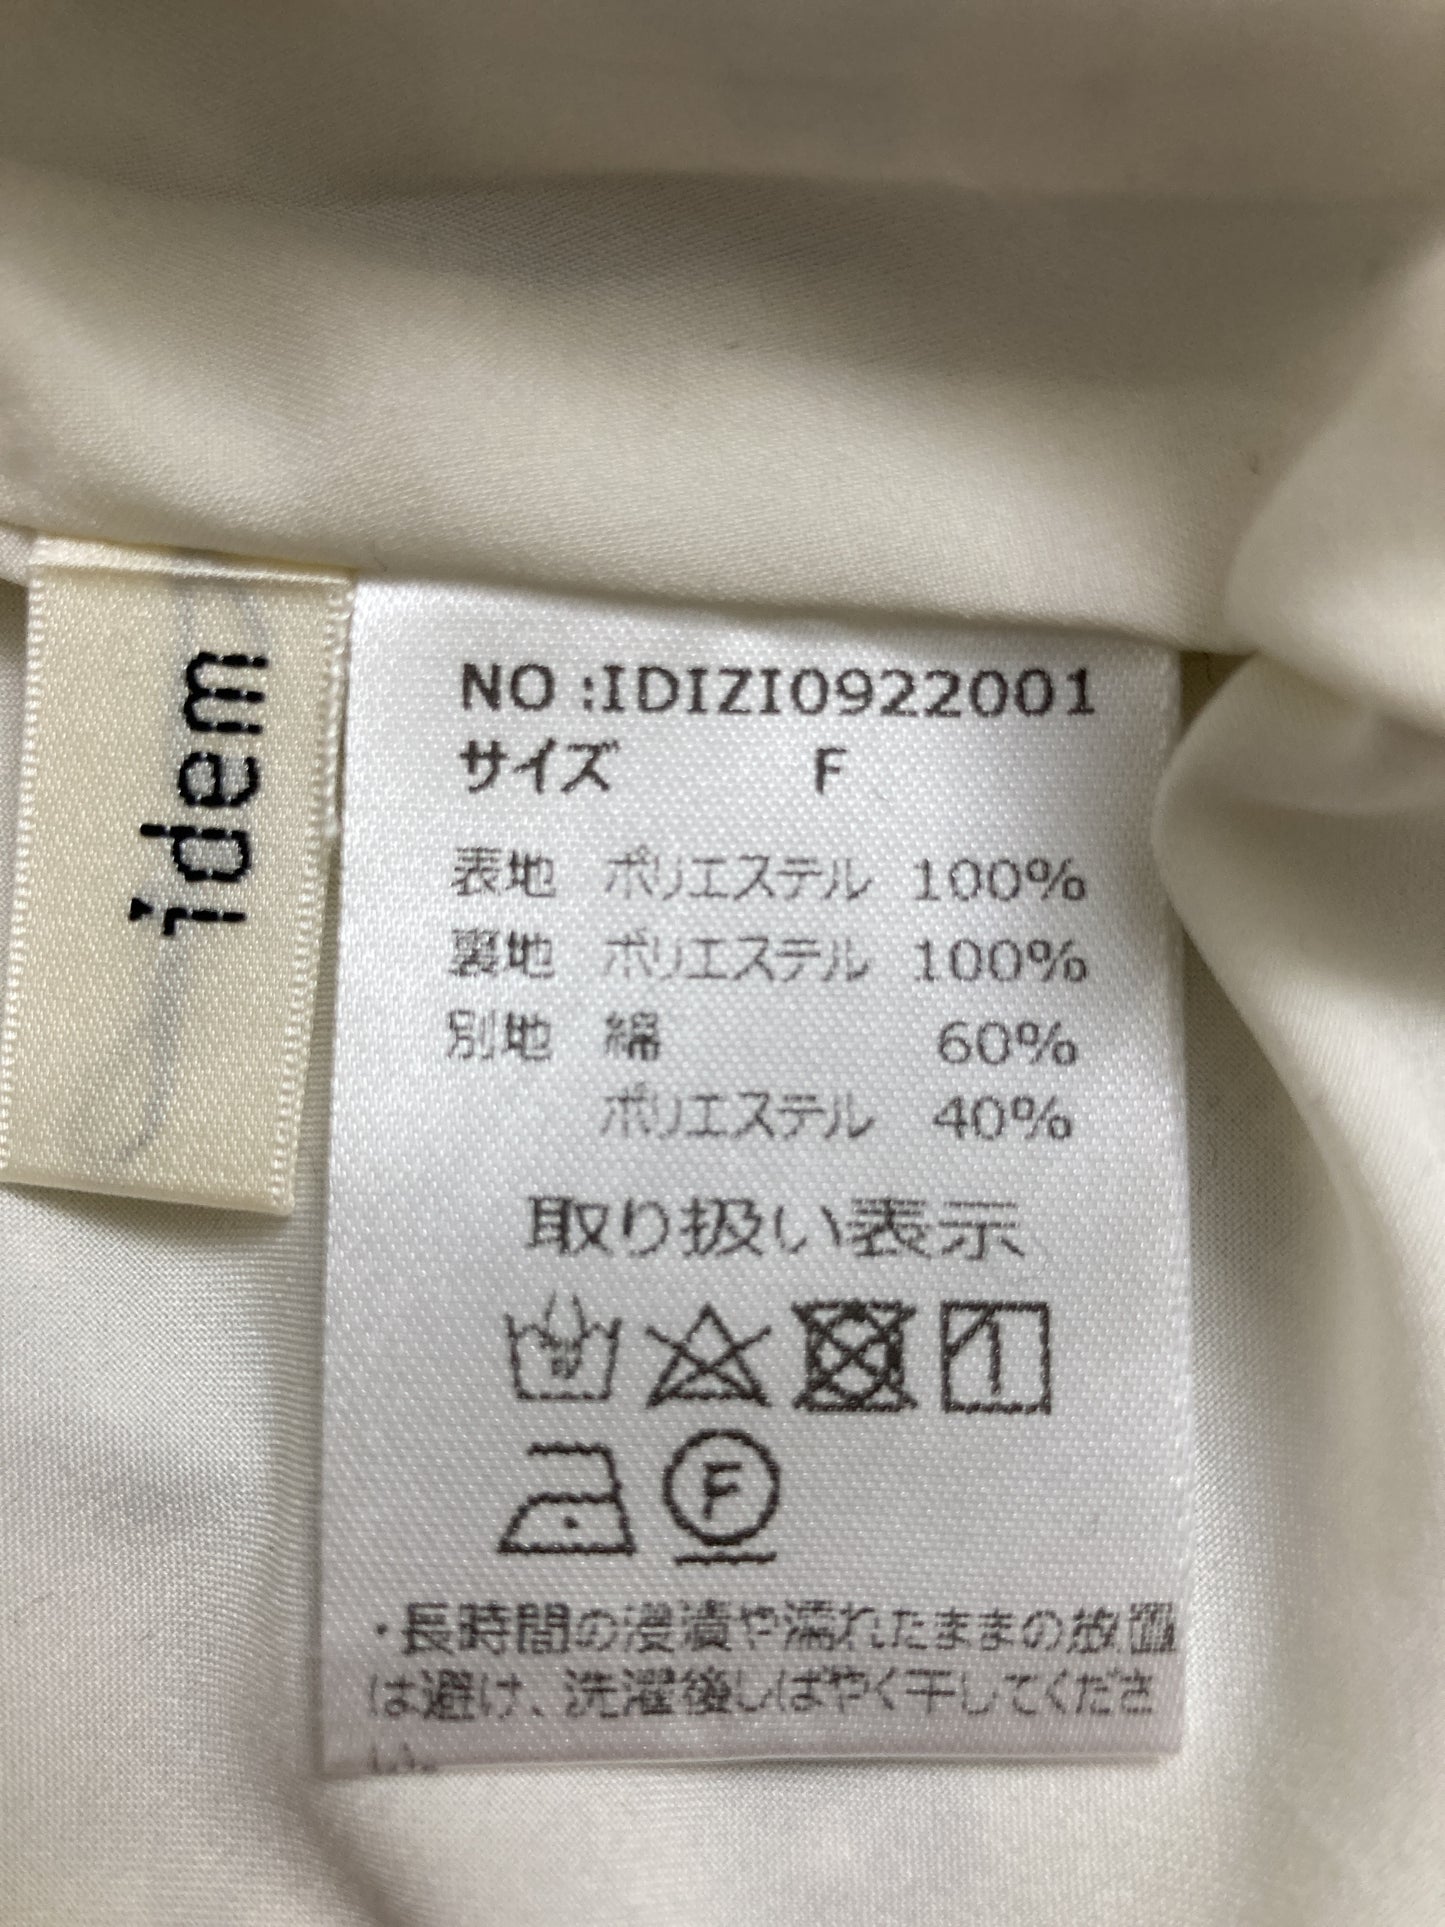 idem
NO :IDIZI0922001
サイズ F
表地 ポリエステル 100%
裏地 ポリエステル 100%
別地 綿 60%
ポリエステル 40%
取り扱い表示
F
・長時間の浸漬や濡れたままの放置
は避け、洗濯後しばやく干してくださ
い。